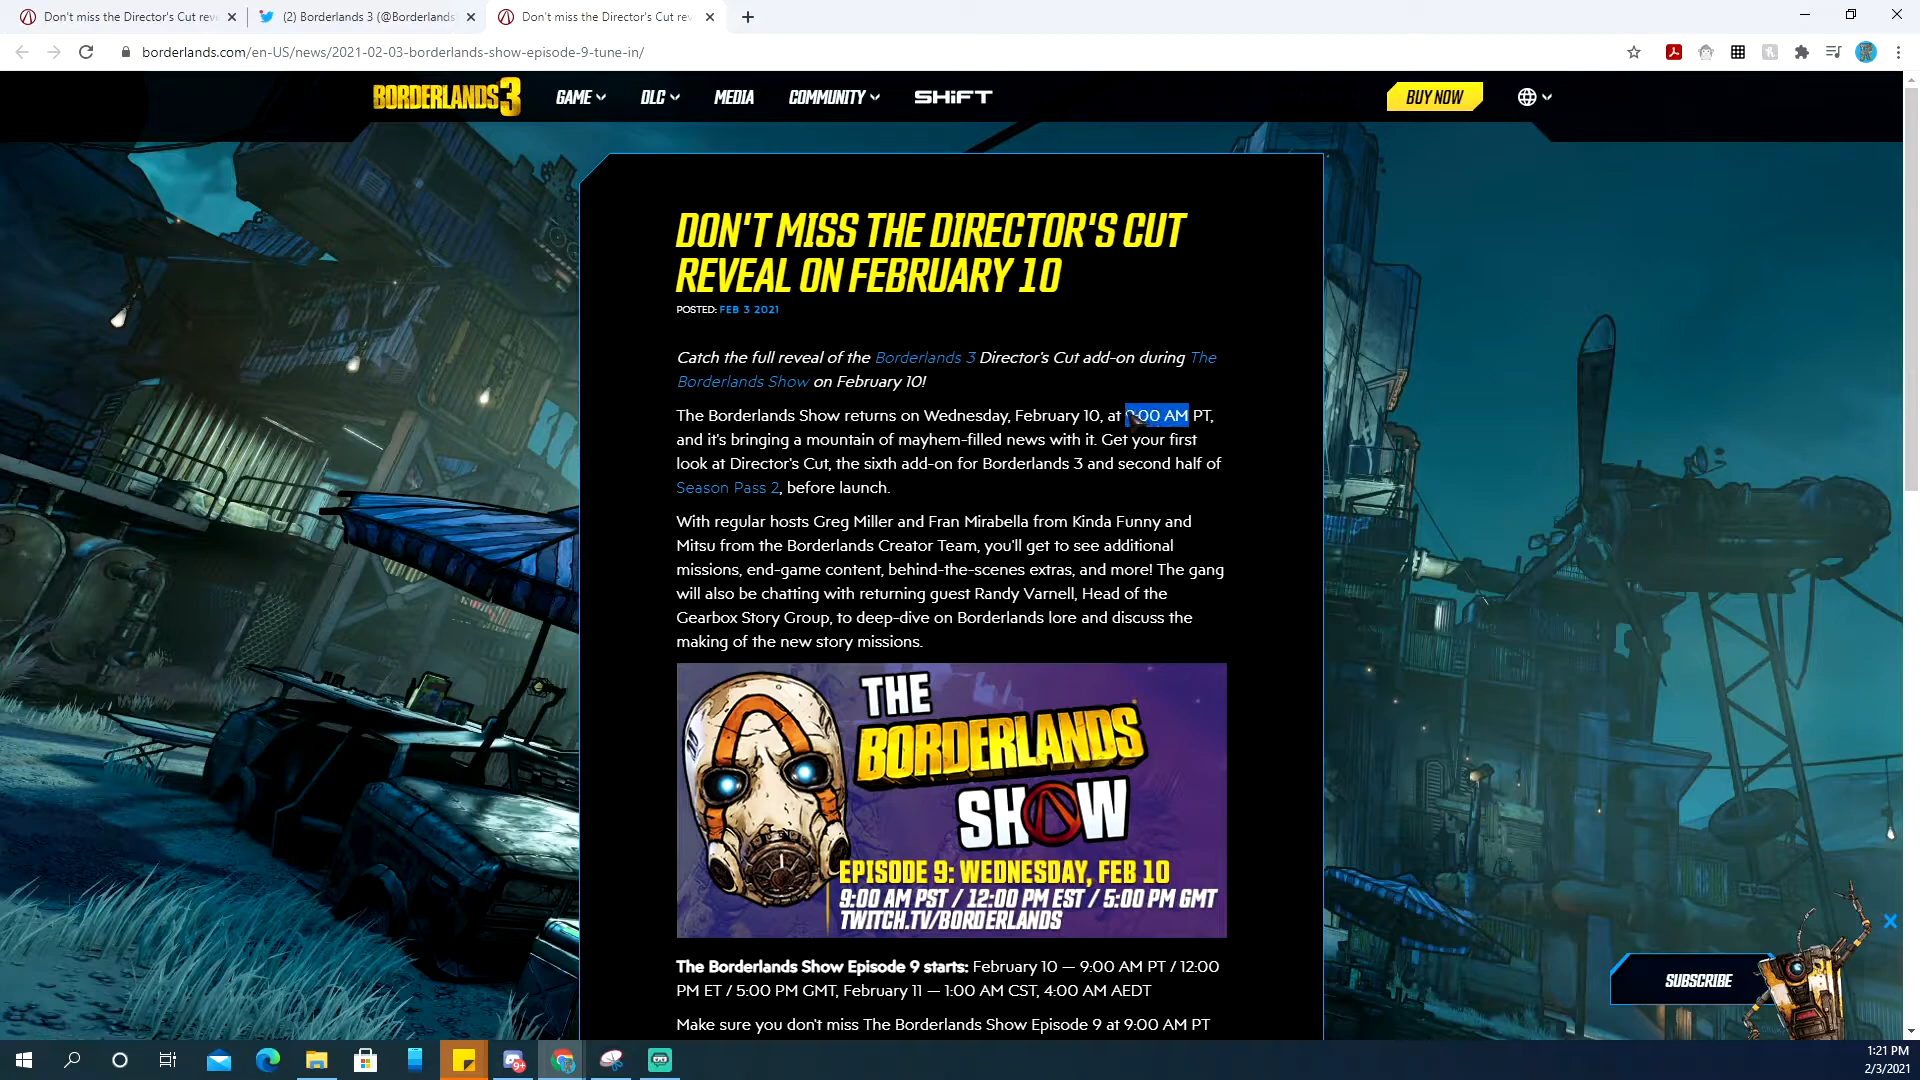 Don't miss the Director's Cut reve
(2) Borderlands 3 (@Borderlands
Don't miss the Director's Cut rev
borderlands.com/en-US/news/2021-02-03-borderlands-show-episode-9-tune-in/
BORDERLANDS 3 GAME DLC MEDIA COMMUNITY SHiFT BUY NOW
DON'T MISS THE DIRECTOR'S CUT
REVEAL ON FEBRUARY 10
POSTED: FEB 3 2021
Catch the full reveal of the Borderlands 3 Director's Cut add-on during The
Borderlands Show on February 10!
The Borderlands Show returns on Wednesday, February 10, at 9:00 AM PT,
and it's bringing a mountain of mayhem-filled news with it. Get your first
look at Director's Cut, the sixth add-on for Borderlands 3 and second half of
Season Pass 2, before launch.
With regular hosts Greg Miller and Fran Mirabella from Kinda Funny and
Mitsu from the Borderlands Creator Team, you'll get to see additional
missions, end-game content, behind-the-scenes extras, and more! The gang
will also be chatting with returning guest Randy Varnell, Head of the
Gearbox Story Group, to deep-dive on Borderlands lore and discuss the
making of the new story missions.
THE
BORDERLANDS
SHOW
EPISODE 9: WEDNESDAY, FEB 10
9:00 AM PST / 12:00 PM EST / 5:00 PM GMT
TWITCH.TV/BORDERLANDS
The Borderlands Show Episode 9 starts: February 10 — 9:00 AM PT / 12:00
PM ET / 5:00 PM GMT, February 11 — 1:00 AM CST, 4:00 AM AEDT
Make sure you don't miss The Borderlands Show Episode 9 at 9:00 AM PT
SUBSCRIBE
9+
1:21 PM
2/3/2021